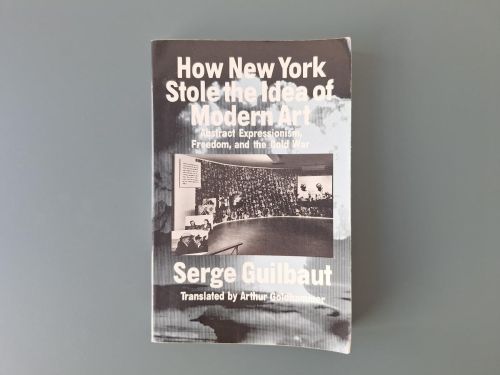 How New York
Stole the Idea of
Modern Art
Abstract Expressionism,
Freedom, and the Cold War
Serge Guilbaut
Translated by Arthur Goldhammer